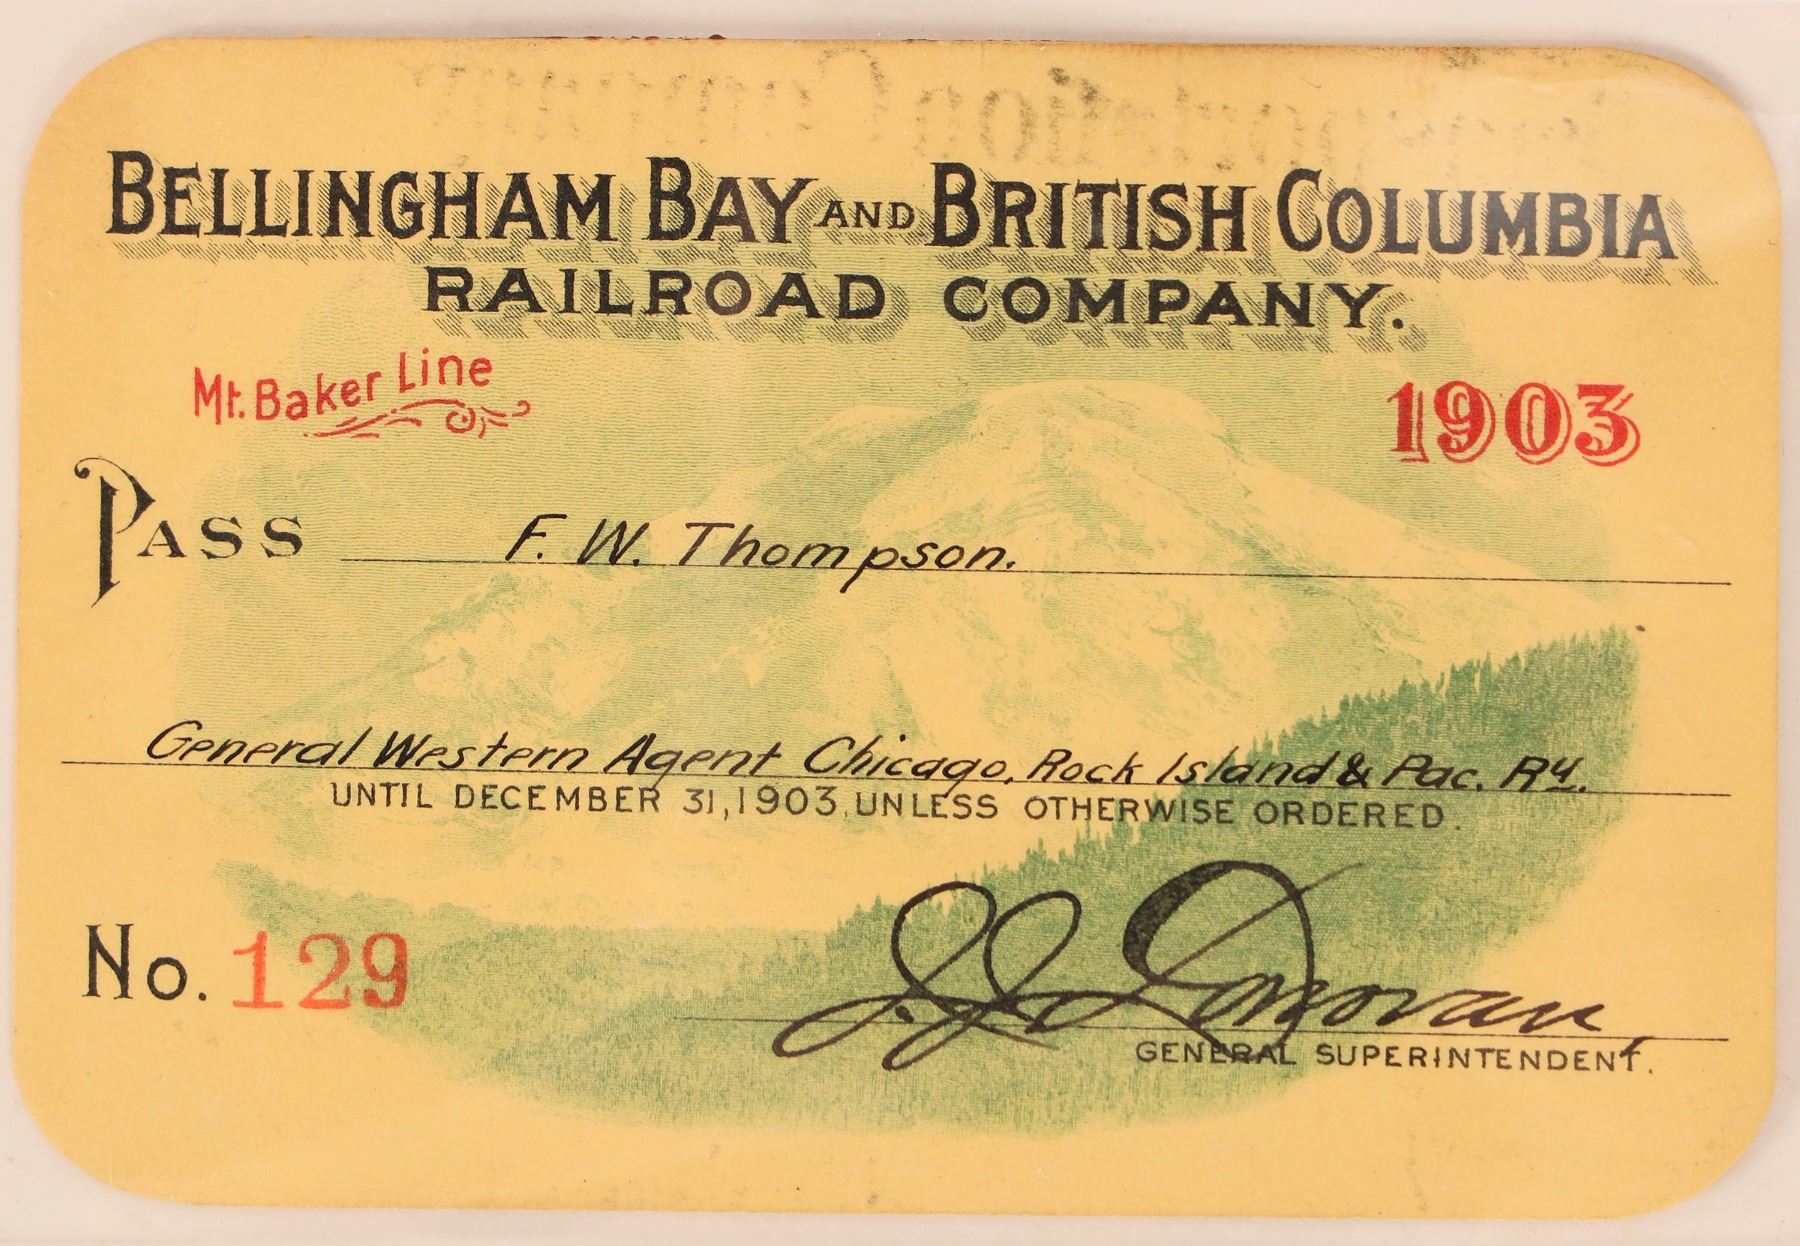 BELLINGHAM BAY AND BRITISH COLUMBIA
RAILROAD COMPANY.
Mt. Baker Line
1903
PASS F. W. Thompson.
General Western Agent Chicago, Rock Island & Pac. Ry.
UNTIL DECEMBER 31, 1903, UNLESS OTHERWISE ORDERED.
No. 129
J. J. Donovan
GENERAL SUPERINTENDENT.